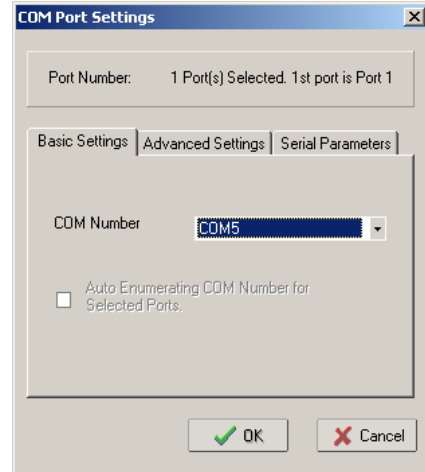 COM Port Settings
Port Number: 1 Port(s) Selected. 1st port is Port 1
Basic Settings Advanced Settings Serial Parameters
COM Number COM5
Auto Enumerating COM Number for
Selected Ports.
OK Cancel